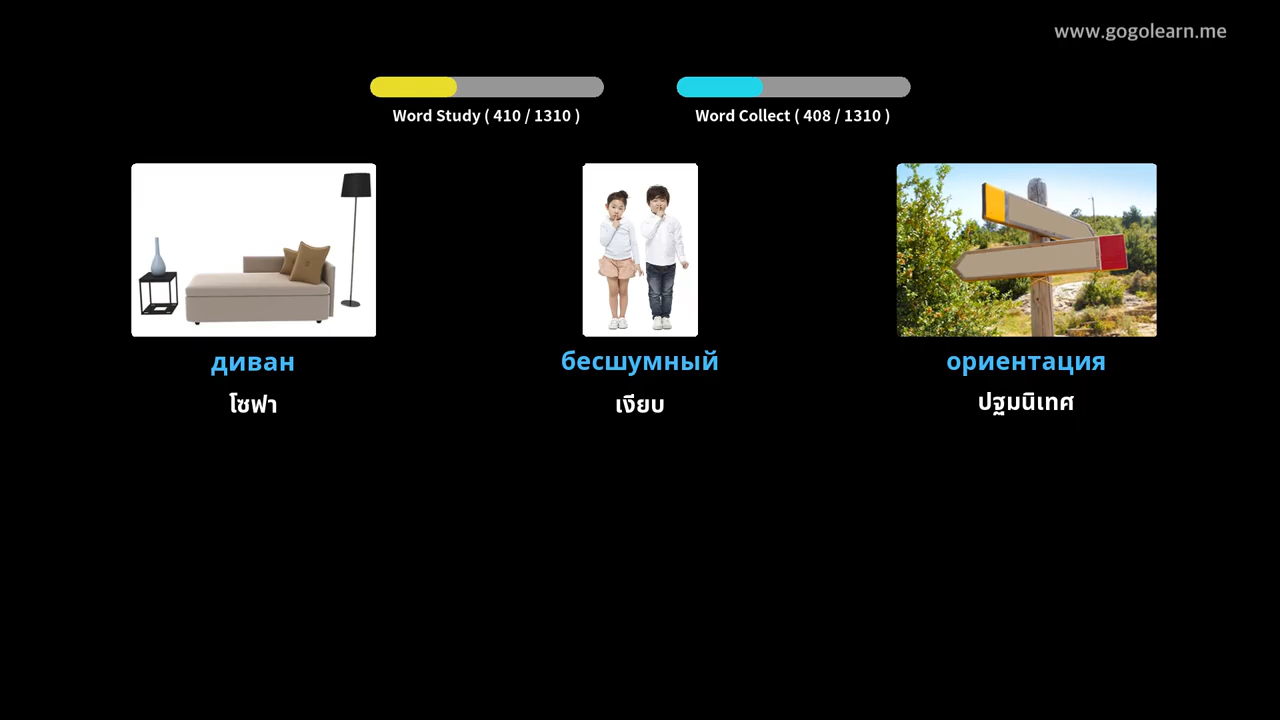 www.gogolearn.me
Word Study ( 410 / 1310 )
Word Collect ( 408 / 1310 )
диван
бесшумный
ориентация
โซฟา
เงียบ
ปฐมนิเทศ